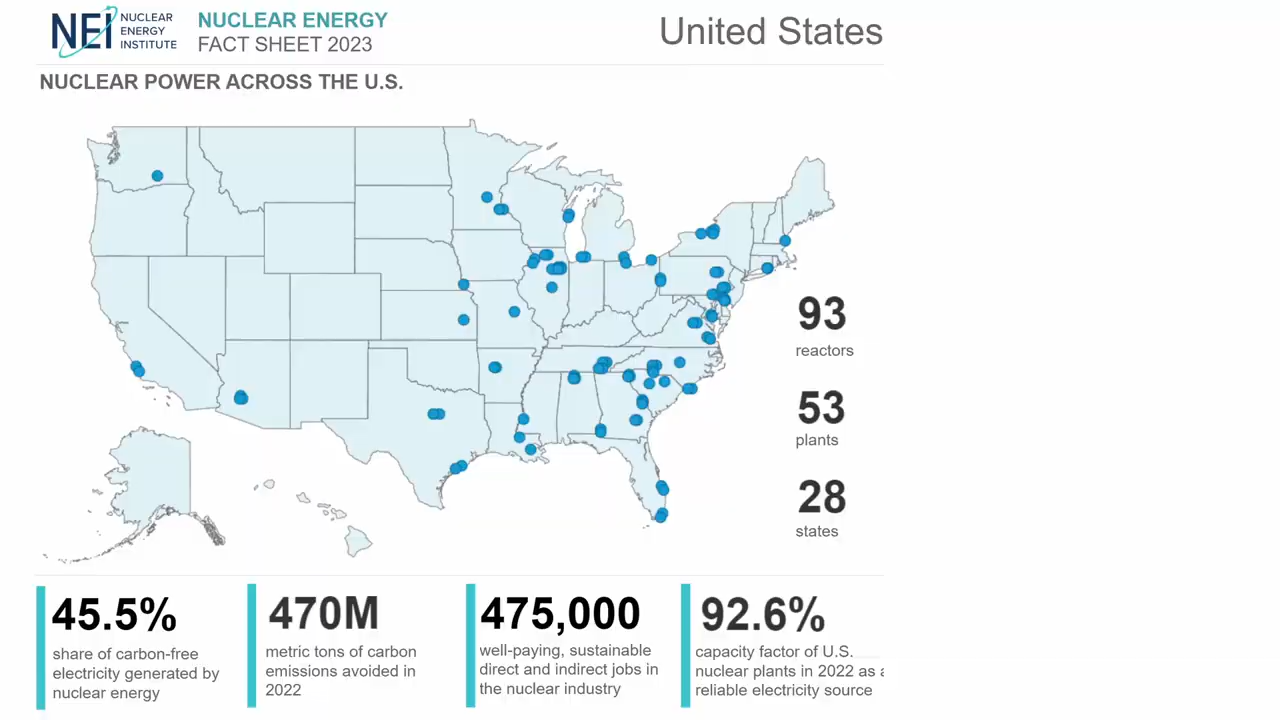 NEI NUCLEAR
ENERGY
INSTITUTE
NUCLEAR ENERGY
FACT SHEET 2023
United States
NUCLEAR POWER ACROSS THE U.S.
93
reactors
53
plants
28
states
45.5%
share of carbon-free
electricity generated by
nuclear energy
470M
metric tons of carbon
emissions avoided in
2022
475,000
well-paying, sustainable
direct and indirect jobs in
the nuclear industry
92.6%
capacity factor of U.S.
nuclear plants in 2022 as a
reliable electricity source